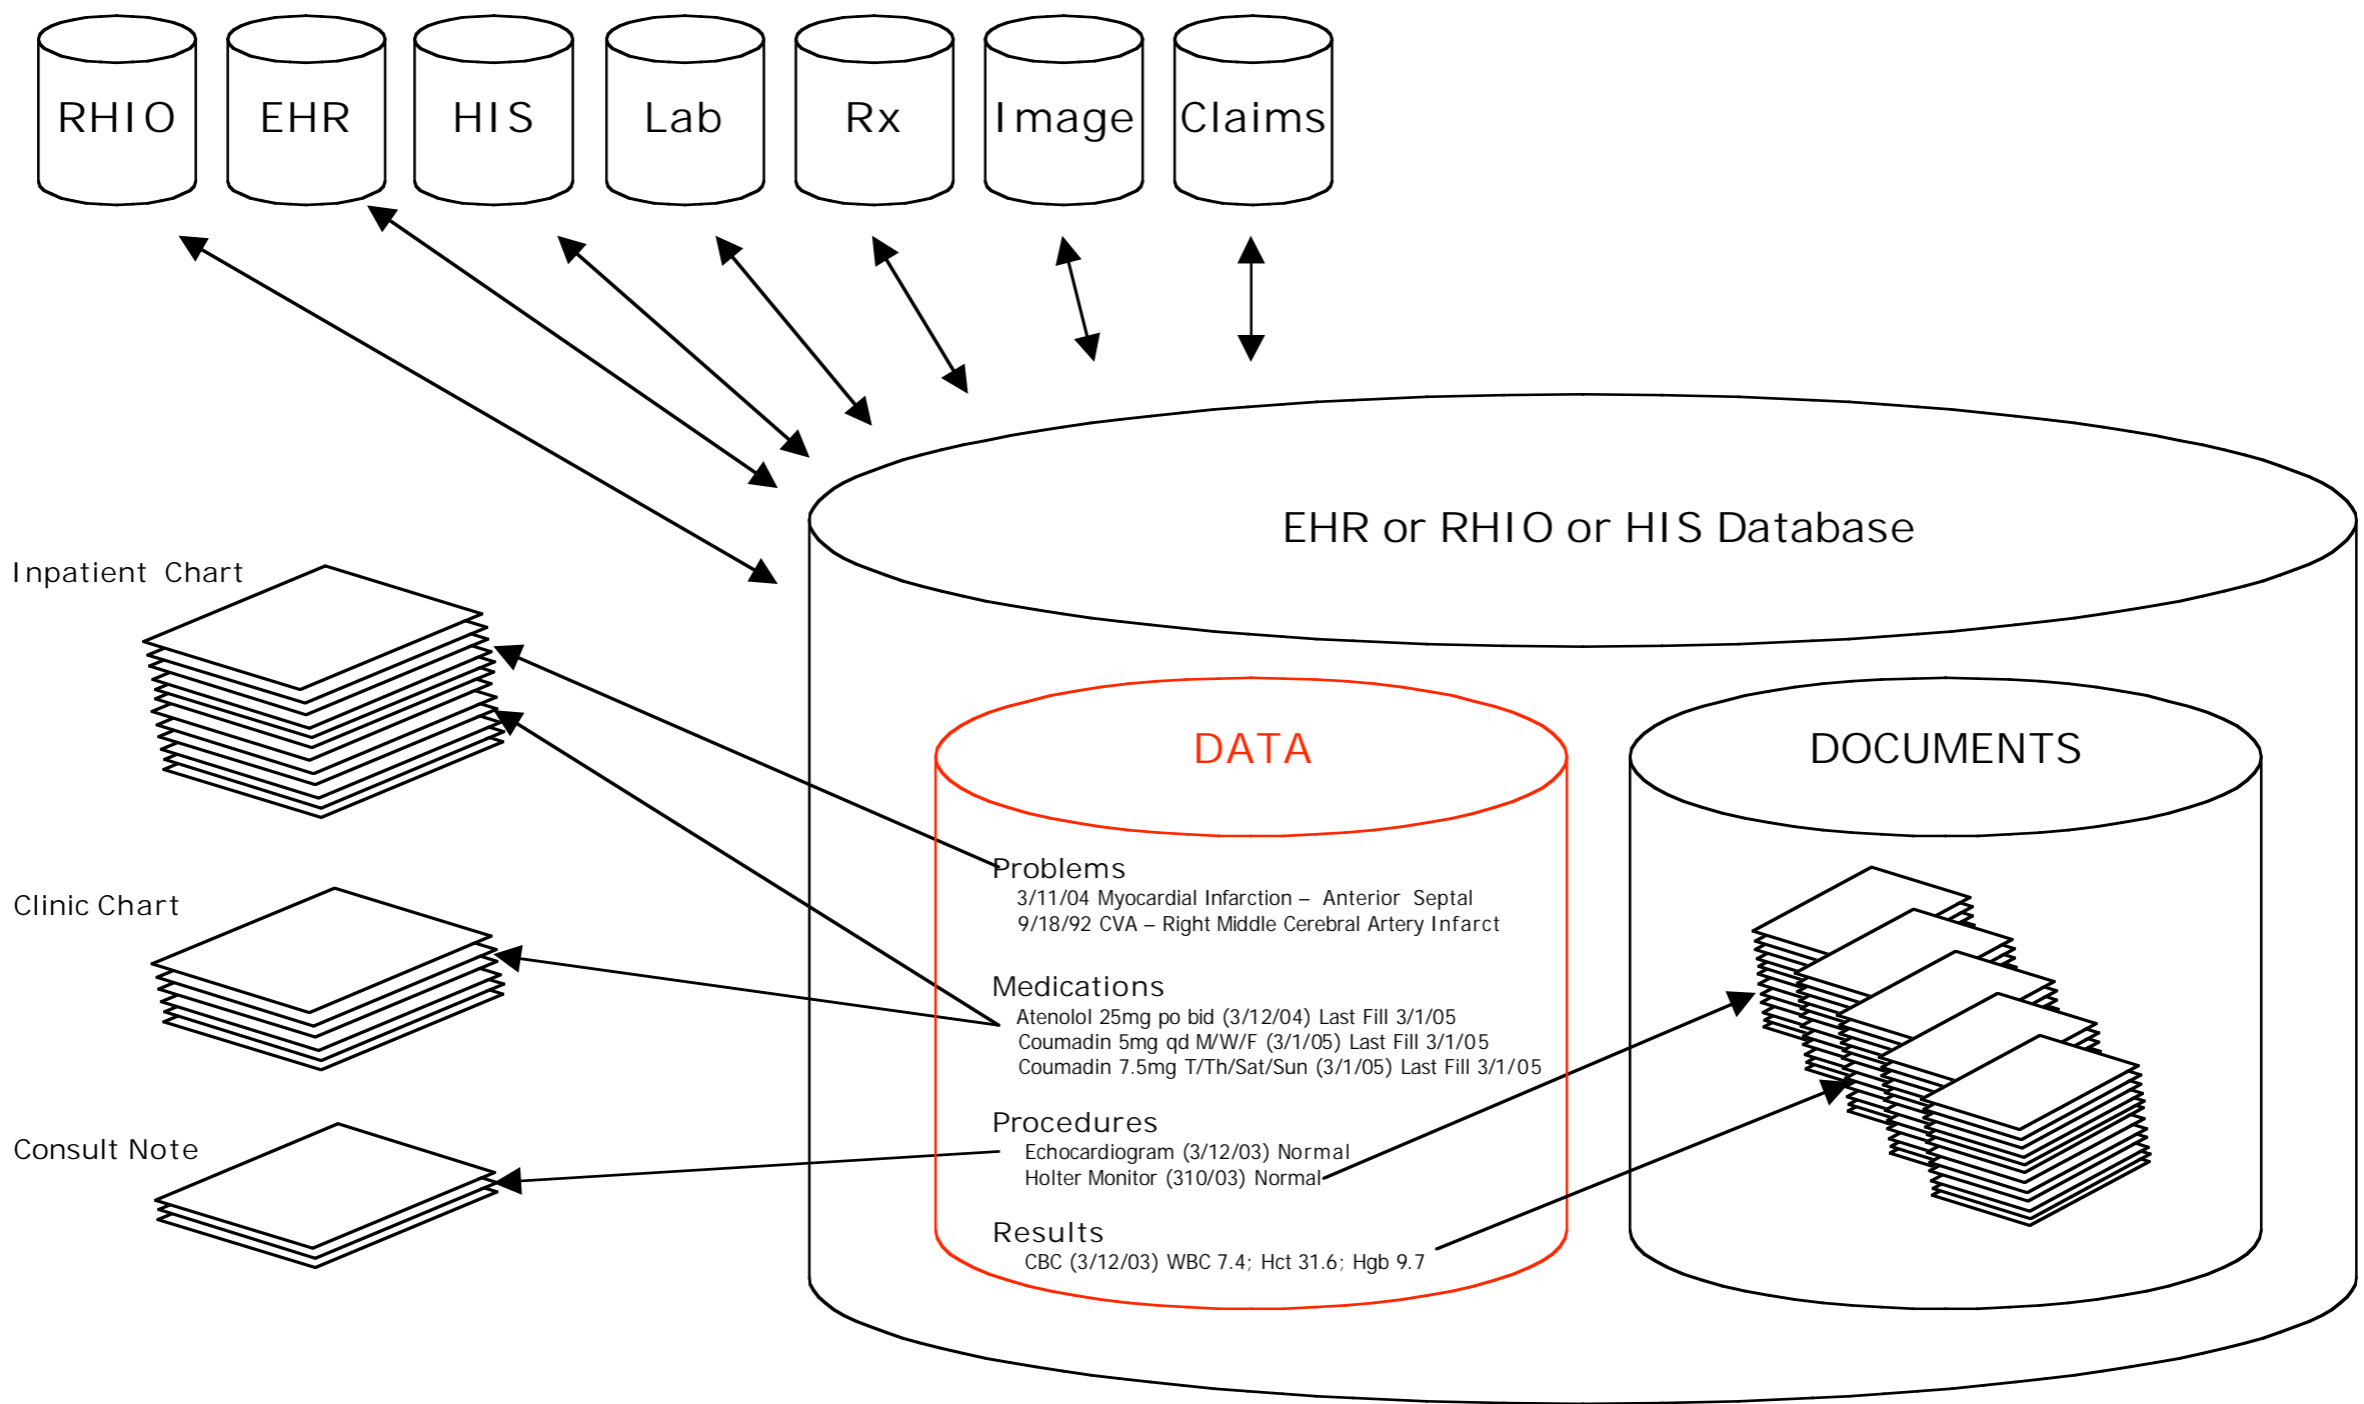 RHIO
EHR
HIS
Lab
Rx
Image
Claims
EHR or RHIO or HIS Database
Inpatient Chart
Clinic Chart
Consult Note
DATA
Problems
3/11/04 Myocardial Infarction – Anterior Septal
9/18/92 CVA – Right Middle Cerebral Artery Infarct
Medications
Atenolol 25mg po bid (3/12/04) Last Fill 3/1/05
Coumadin 5mg qd M/W/F (3/1/05) Last Fill 3/1/05
Coumadin 7.5mg T/Th/Sat/Sun (3/1/05) Last Fill 3/1/05
Procedures
Echocardiogram (3/12/03) Normal
Holter Monitor (310/03) Normal
Results
CBC (3/12/03) WBC 7.4; Hct 31.6; Hgb 9.7
DOCUMENTS